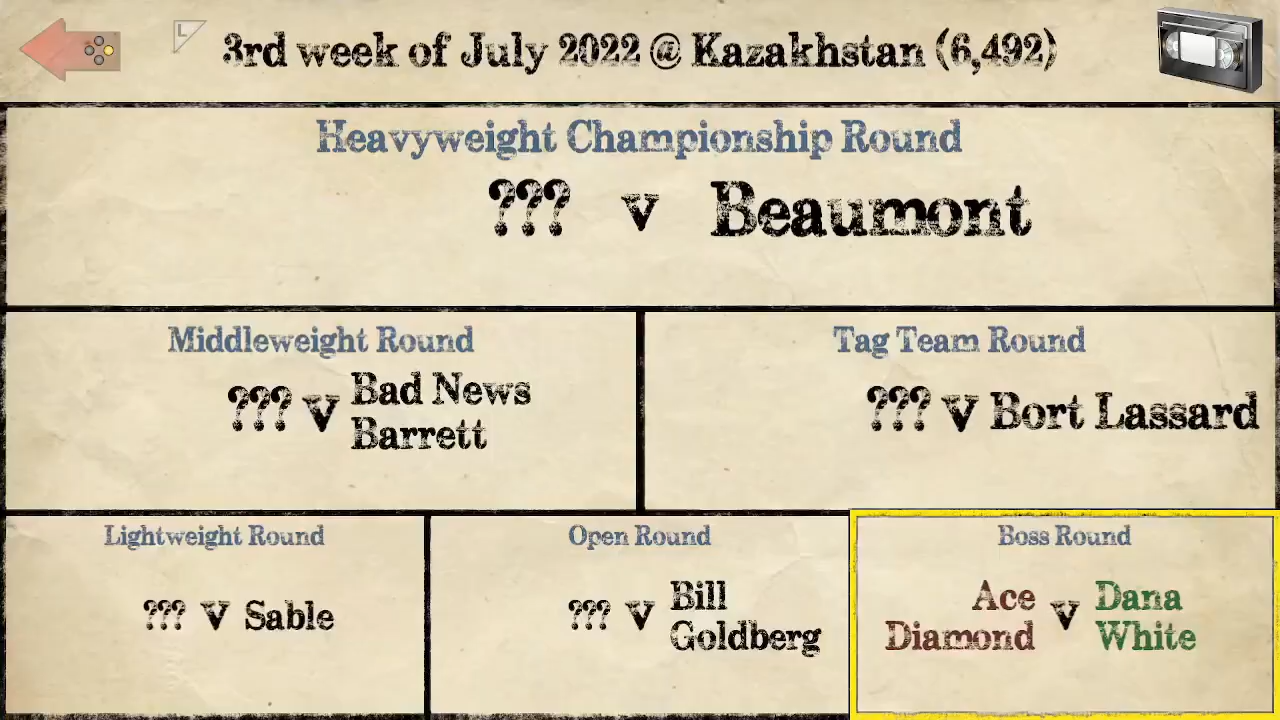 L
3rd week of July 2022 @ Kazakhstan (6,492)
Heavyweight Championship Round
??? v Beaumont
Middleweight Round
??? v Bad News
Barrett
Tag Team Round
??? v Bort Lassard
Lightweight Round
??? v Sable
Open Round
??? v Bill
Goldberg
Boss Round
Ace
Diamond
v
Dana
White